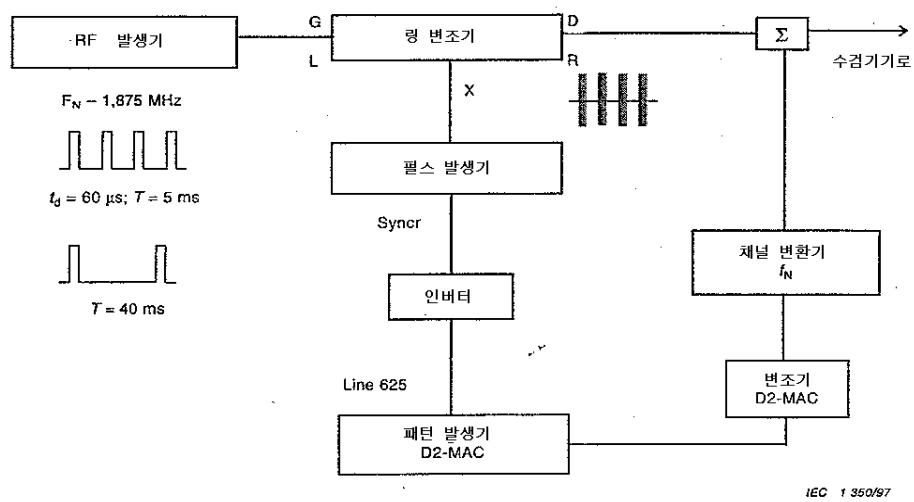 RF 발생기
G
L
링 변조기
D
R
X
Σ
수검기기로
F_N – 1,875 MHz
t_d = 60 µs; T = 5 ms
T = 40 ms
펄스 발생기
Syncr
인버터
Line 625
패턴 발생기
D2-MAC
채널 변환기
f_N
변조기
D2-MAC
IEC 1 350/97